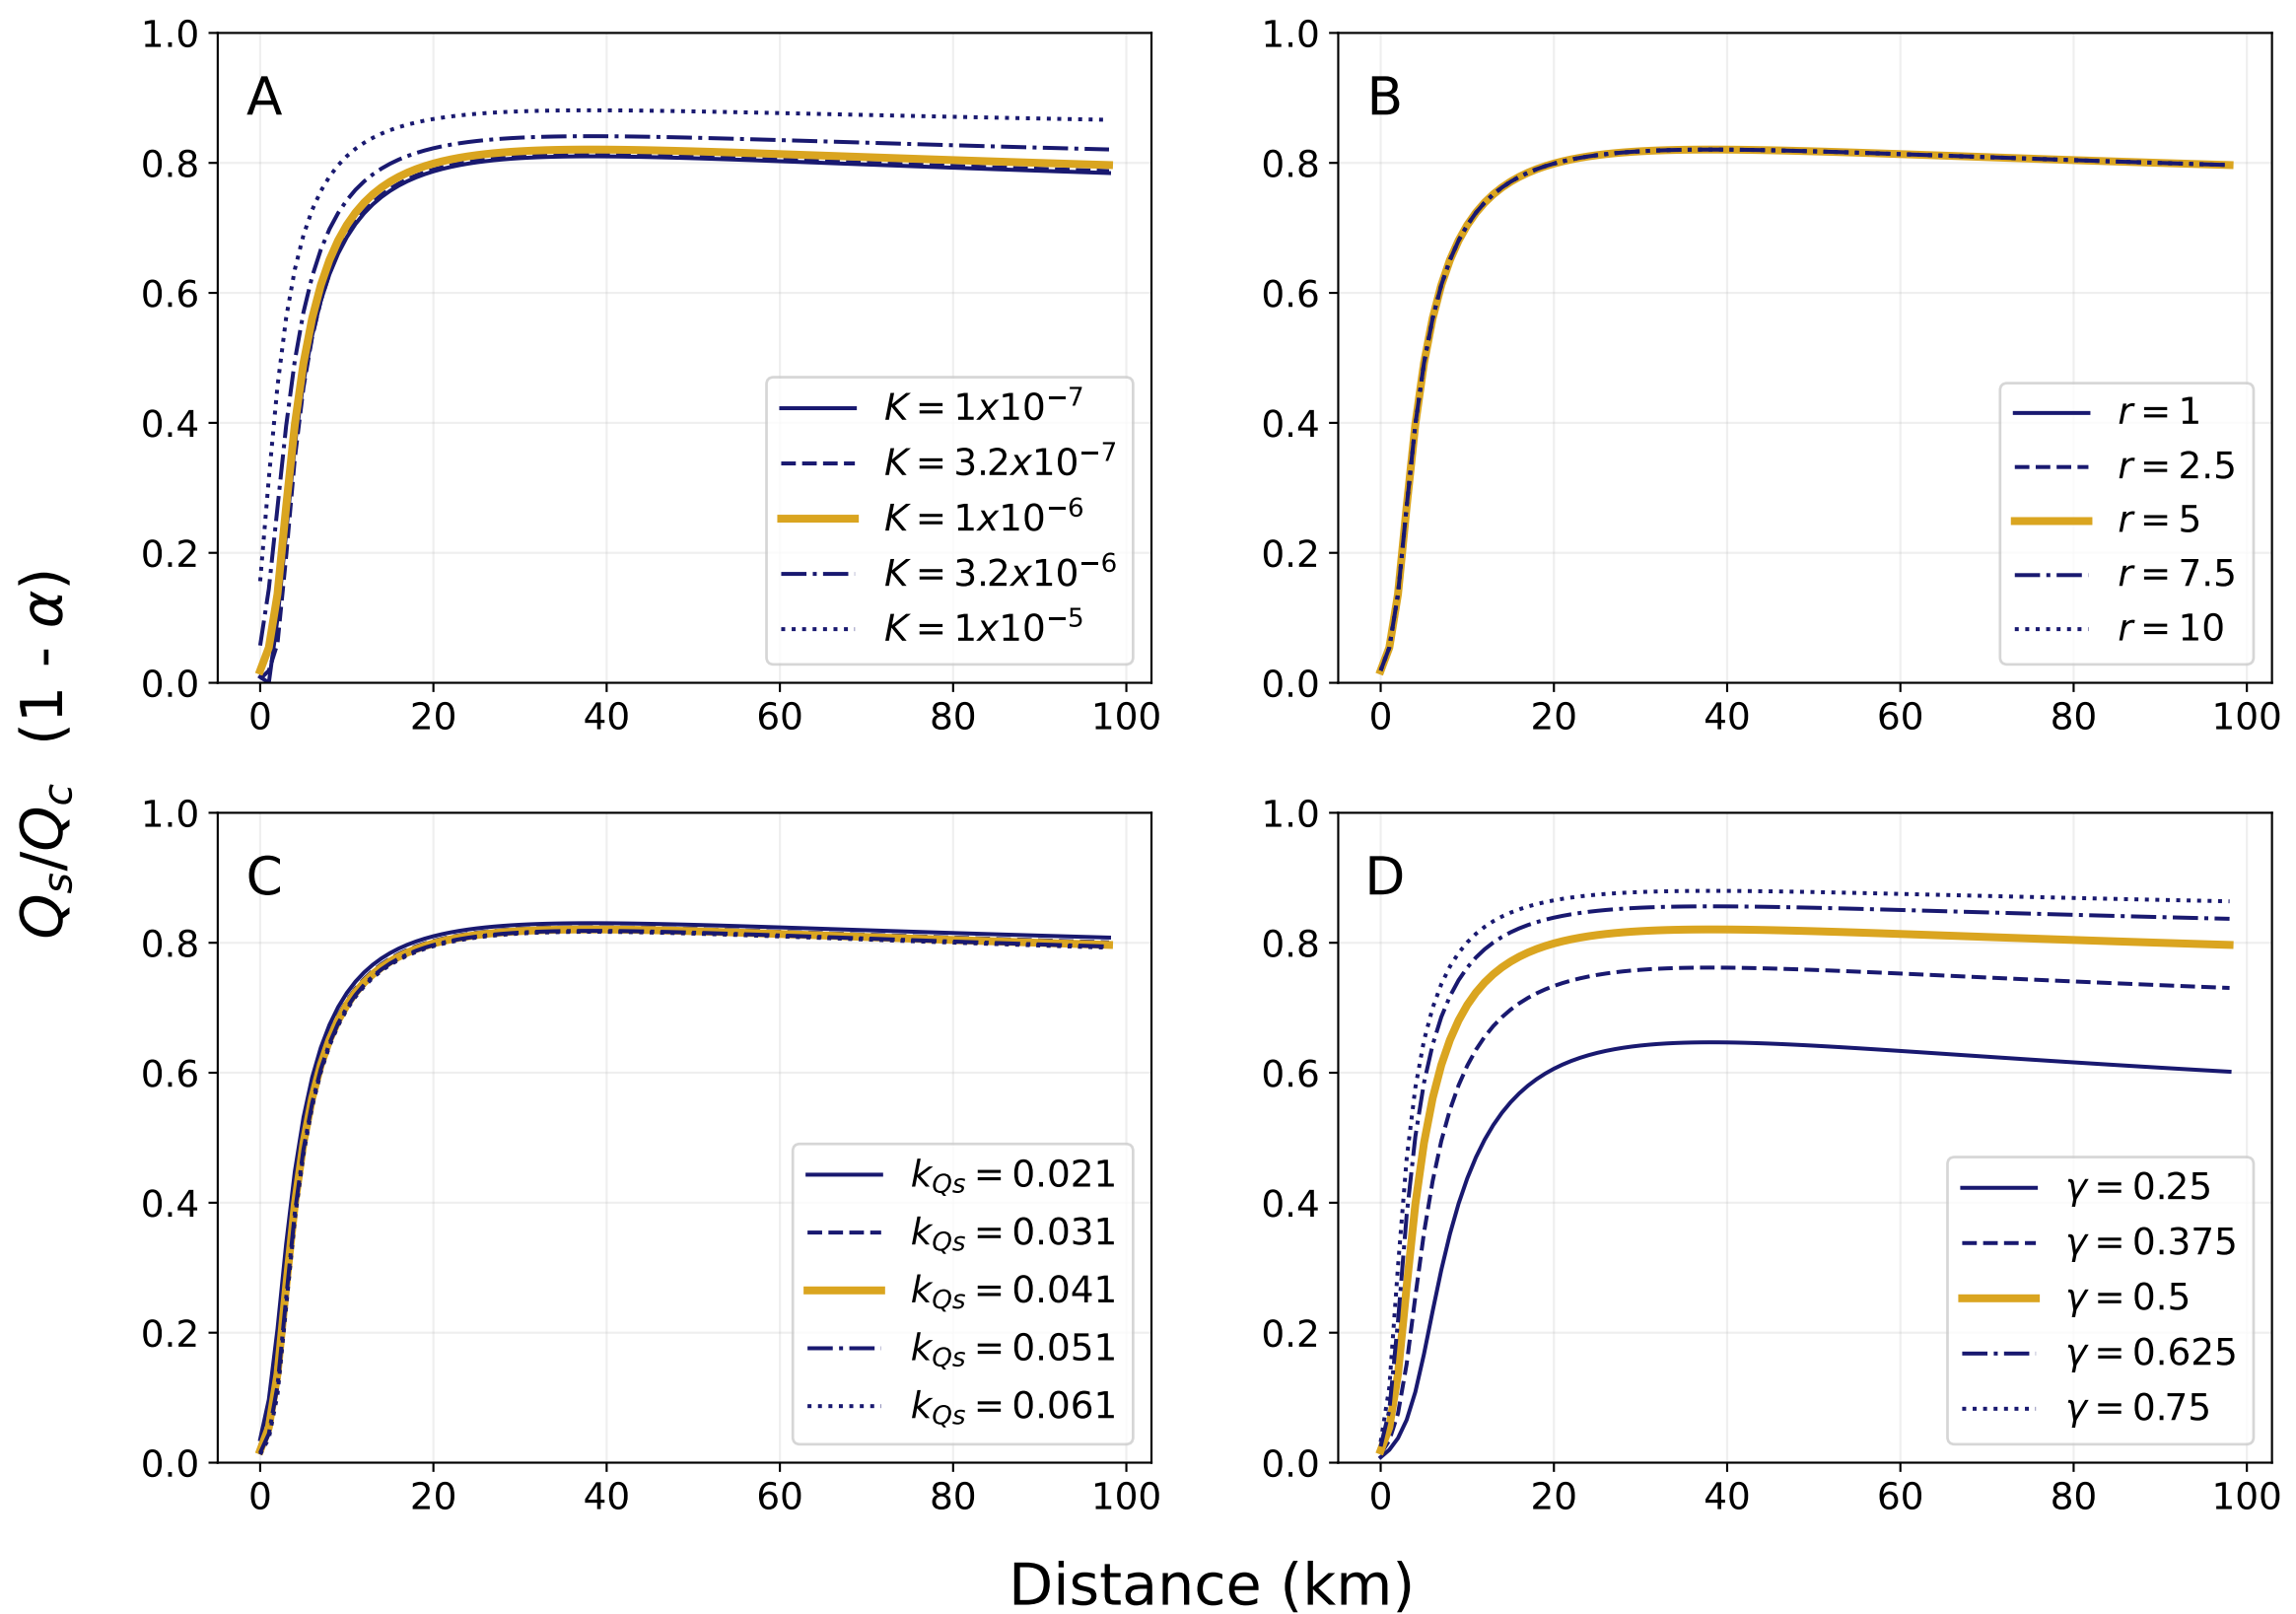 Qs/Qc (1 - α)
A
1.0
0.8
0.6
0.4
0.2
0.0
0 20 40 60 80 100
K = 1x10⁻⁷
K = 3.2x10⁻⁷
K = 1x10⁻⁶
K = 3.2x10⁻⁶
K = 1x10⁻⁵
B
1.0
0.8
0.6
0.4
0.2
0.0
0 20 40 60 80 100
r = 1
r = 2.5
r = 5
r = 7.5
r = 10
C
1.0
0.8
0.6
0.4
0.2
0.0
0 20 40 60 80 100
kQs = 0.021
kQs = 0.031
kQs = 0.041
kQs = 0.051
kQs = 0.061
D
1.0
0.8
0.6
0.4
0.2
0.0
0 20 40 60 80 100
γ = 0.25
γ = 0.375
γ = 0.5
γ = 0.625
γ = 0.75
Distance (km)